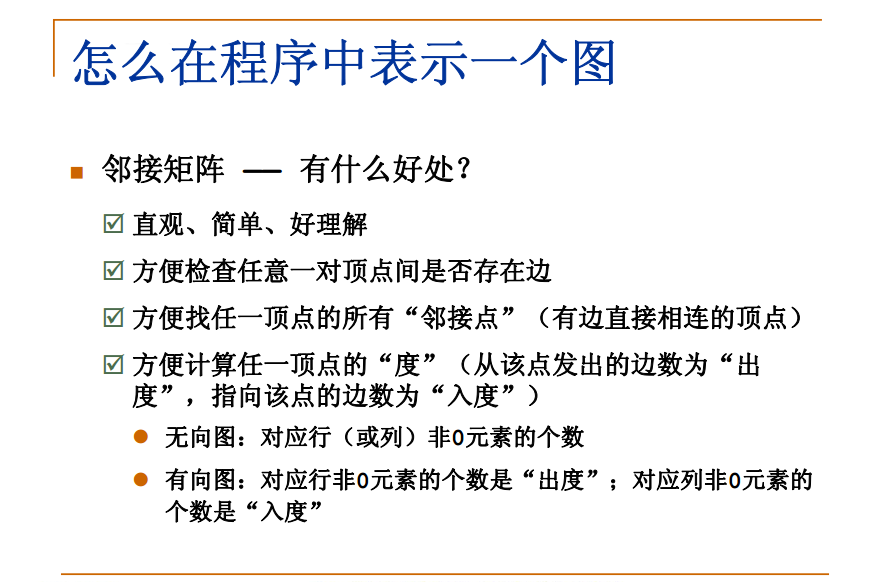 怎么在程序中表示一个图
邻接矩阵 —— 有什么好处？
直观、简单、好理解
方便检查任意一对顶点间是否存在边
方便找任一顶点的所有“邻接点”（有边直接相连的顶点）
方便计算任一顶点的“度”（从该点发出的边数为“出
度”，指向该点的边数为“入度”）
无向图：对应行（或列）非0元素的个数
有向图：对应行非0元素的个数是“出度”；对应列非0元素的
个数是“入度”